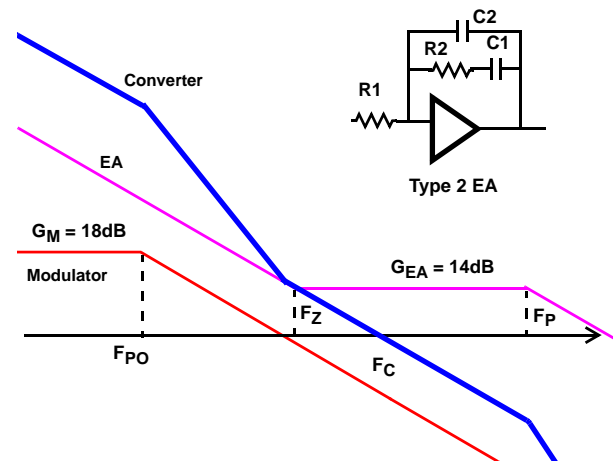 C2
R2
C1
R1
Converter
EA
Type 2 EA
GM = 18dB
GEA = 14dB
Modulator
FZ
FP
FPO
FC